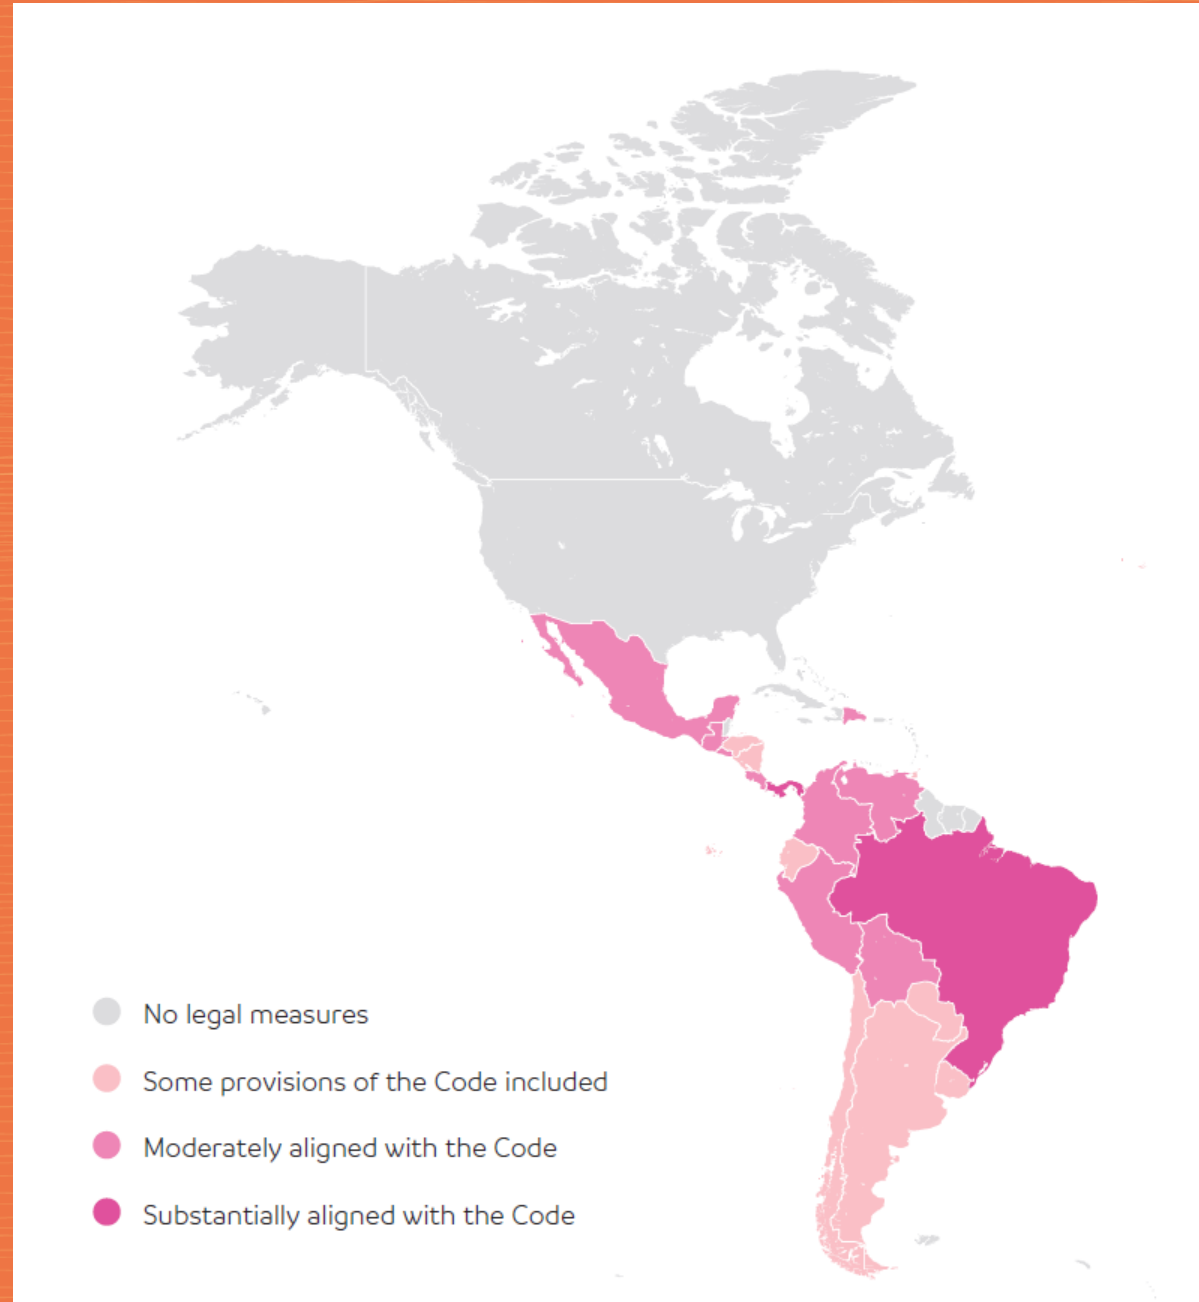 No legal measures
Some provisions of the Code included
Moderately aligned with the Code
Substantially aligned with the Code